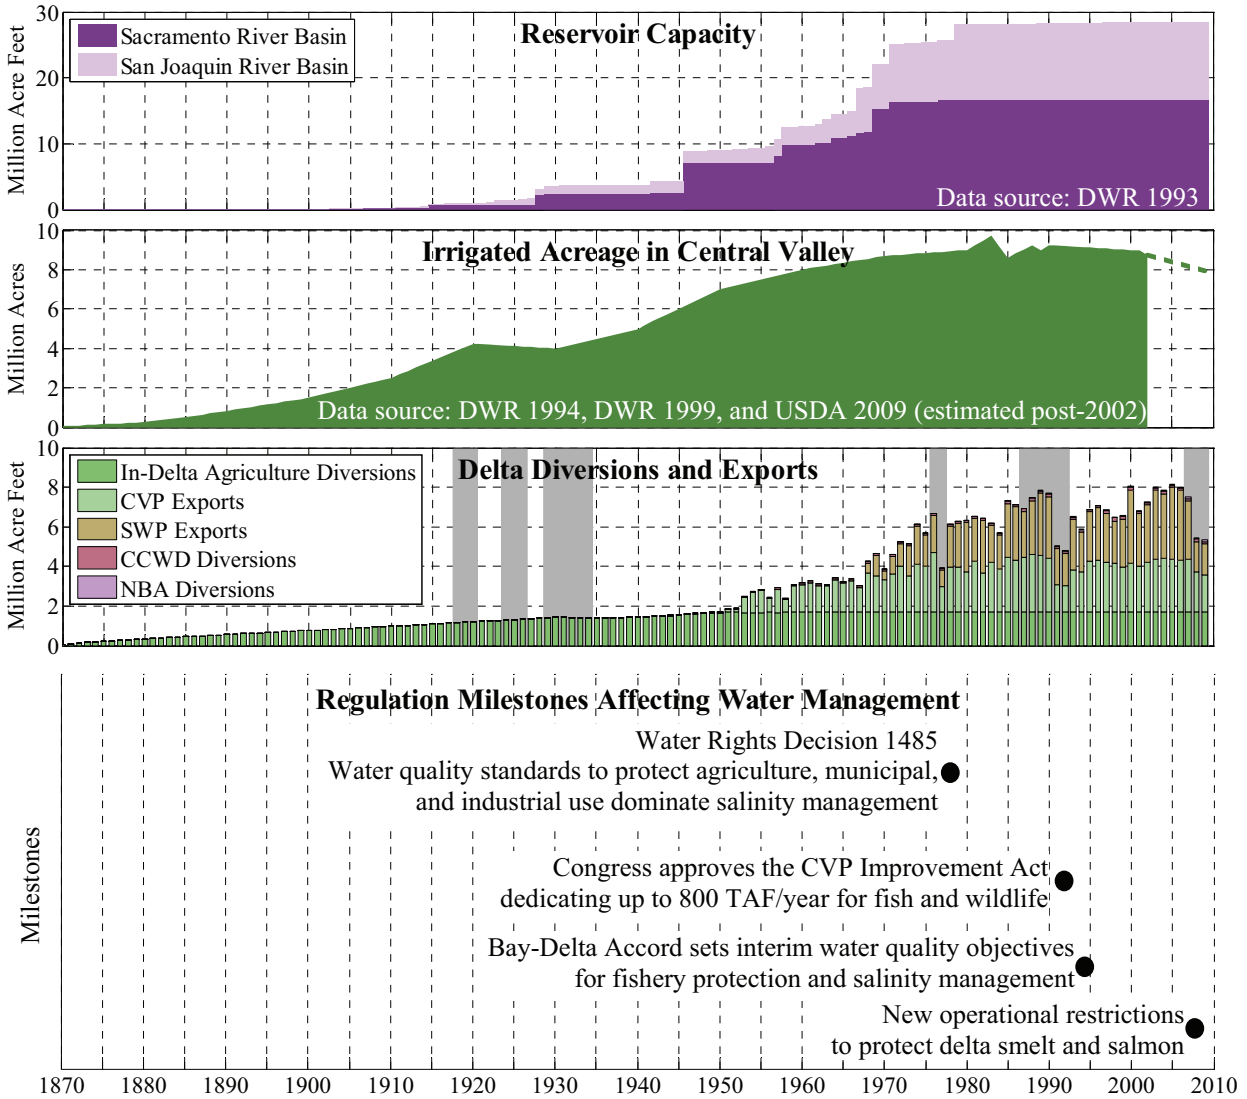 Reservoir Capacity
Sacramento River Basin
San Joaquin River Basin
Million Acre Feet
30
20
10
0
Data source: DWR 1993
Irrigated Acreage in Central Valley
Million Acres
10
8
6
4
2
0
Data source: DWR 1994, DWR 1999, and USDA 2009 (estimated post-2002)
Delta Diversions and Exports
In-Delta Agriculture Diversions
CVP Exports
SWP Exports
CCWD Diversions
NBA Diversions
Million Acre Feet
10
8
6
4
2
0
Regulation Milestones Affecting Water Management
Water Rights Decision 1485
Water quality standards to protect agriculture, municipal,
and industrial use dominate salinity management
Congress approves the CVP Improvement Act
dedicating up to 800 TAF/year for fish and wildlife
Bay-Delta Accord sets interim water quality objectives
for fishery protection and salinity management
New operational restrictions
to protect delta smelt and salmon
Milestones
1870 1880 1890 1900 1910 1920 1930 1940 1950 1960 1970 1980 1990 2000 2010